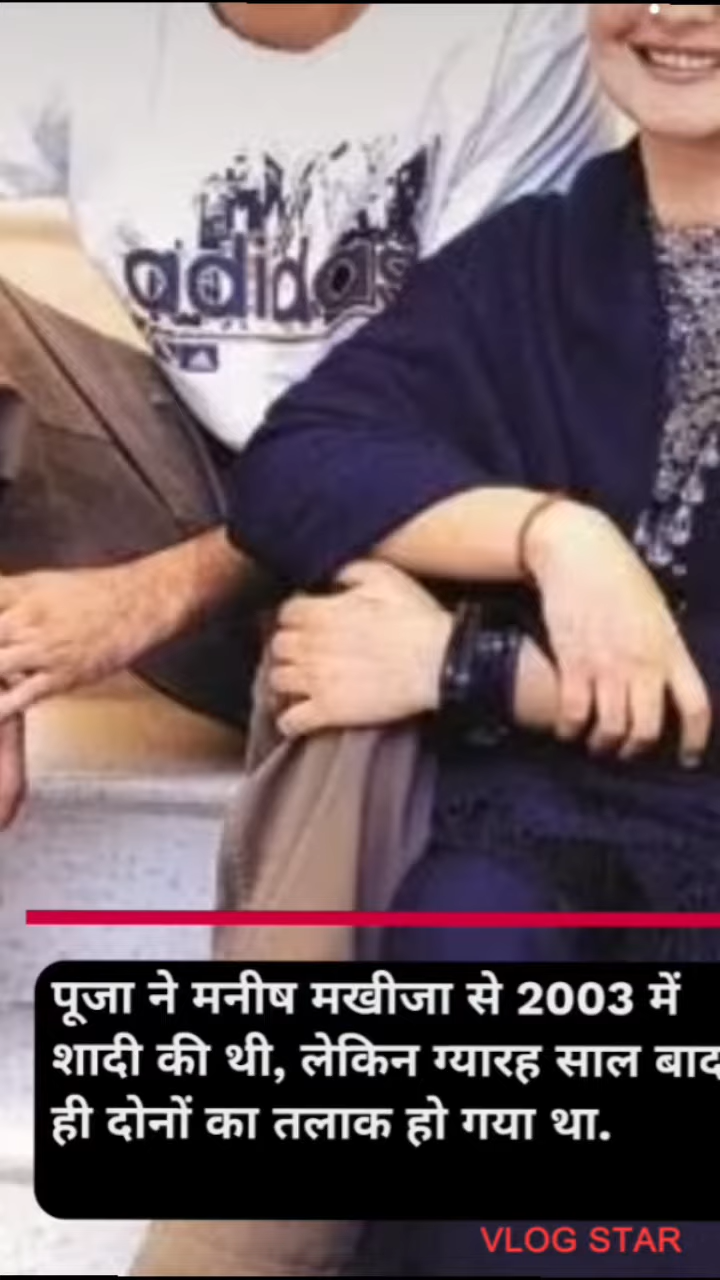 adidas
पूजा ने मनीष मखीजा से 2003 में
शादी की थी, लेकिन ग्यारह साल बाद
ही दोनों का तलाक हो गया था.
VLOG STAR